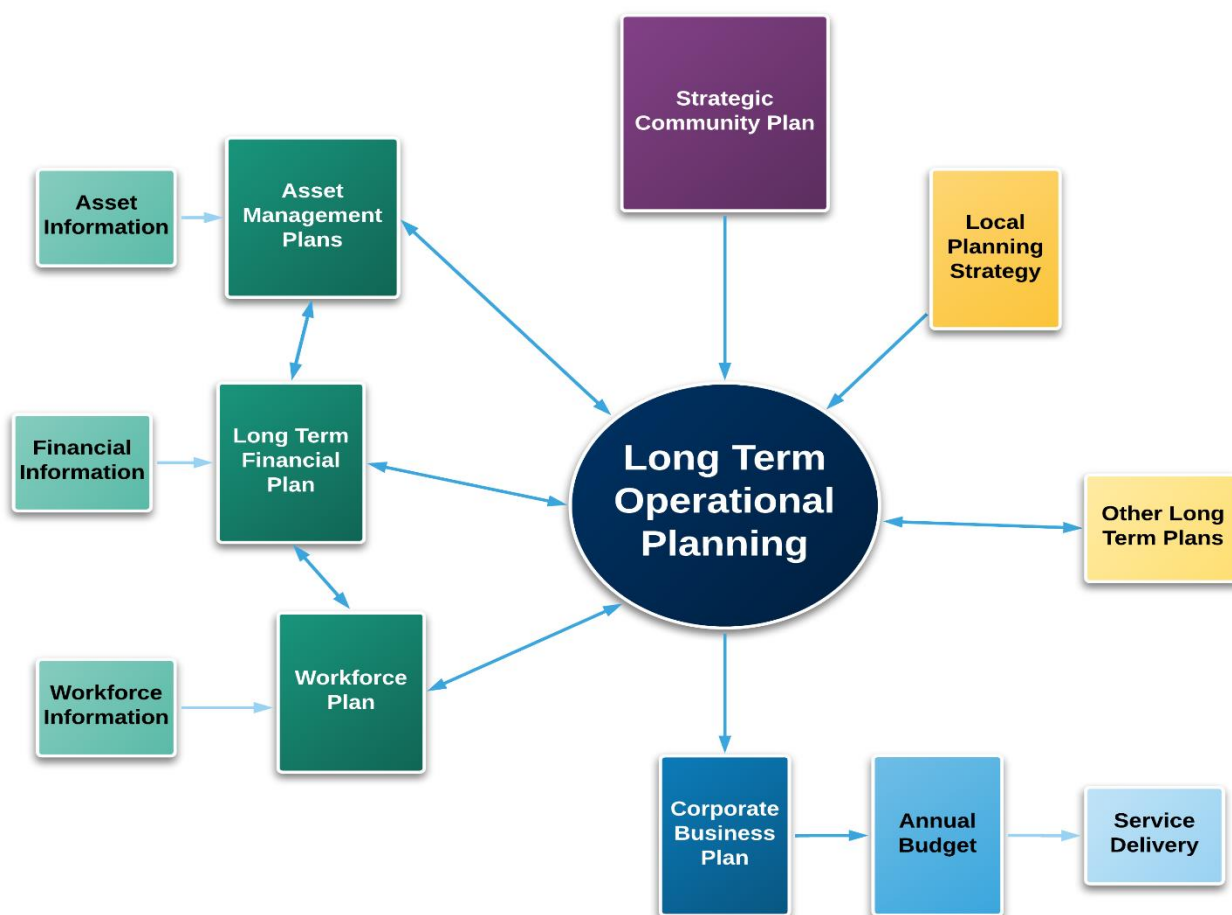 Strategic
Community Plan
Asset
Information
Asset
Management
Plans
Local
Planning
Strategy
Financial
Information
Long Term
Financial
Plan
Long Term
Operational
Planning
Other Long
Term Plans
Workforce
Information
Workforce
Plan
Corporate
Business
Plan
Annual
Budget
Service
Delivery